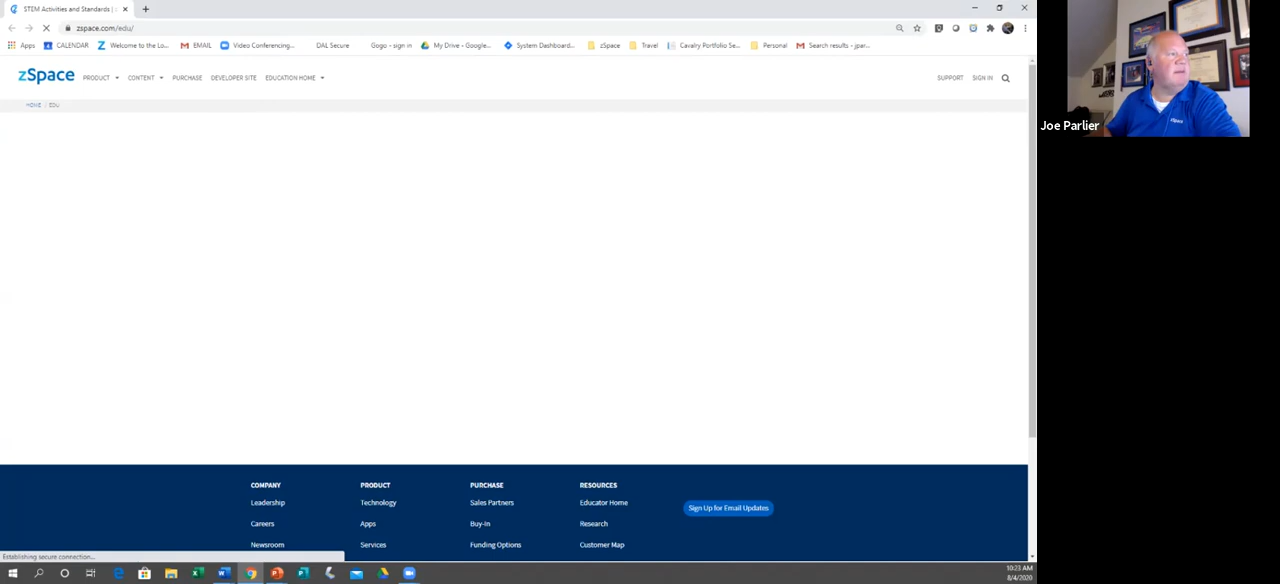 STEM Activities and Standards |
zspace.com/edu/
Apps CALENDAR Welcome to the Lo... EMAIL Video Conferencing... DAL Secure Gogo - sign in My Drive - Google... System Dashboard... zSpace Travel Cavalry Portfolio Se... Personal Search results - jpar...
zSpace PRODUCT CONTENT PURCHASE DEVELOPER SITE EDUCATION HOME SUPPORT SIGN IN
HOME / EDU
Joe Parlier
COMPANY PRODUCT PURCHASE RESOURCES
Leadership Technology Sales Partners Educator Home
Sign Up for Email Updates
Careers Apps Buy-In Research
Newsroom Services Funding Options Customer Map
Establishing secure connection...
10:23 AM
8/4/2020